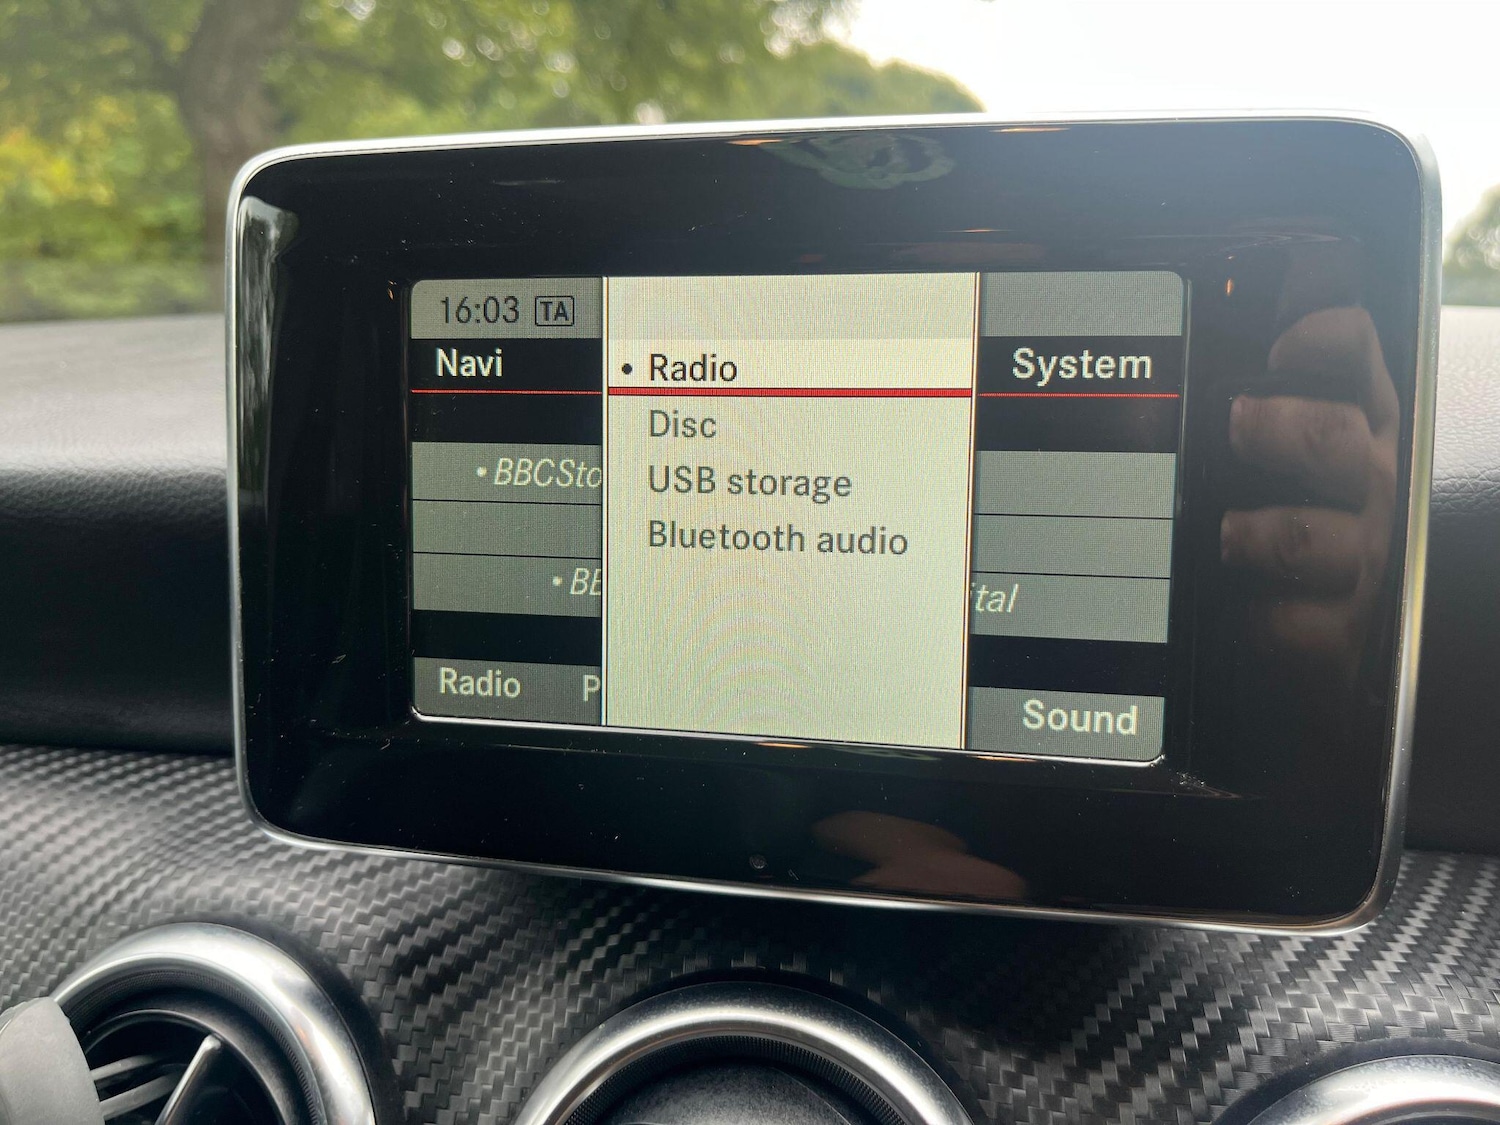 16:03 TA
Navi
System
• Radio
Disc
USB storage
Bluetooth audio
• BBCSto
• BB
ital
Radio P
Sound